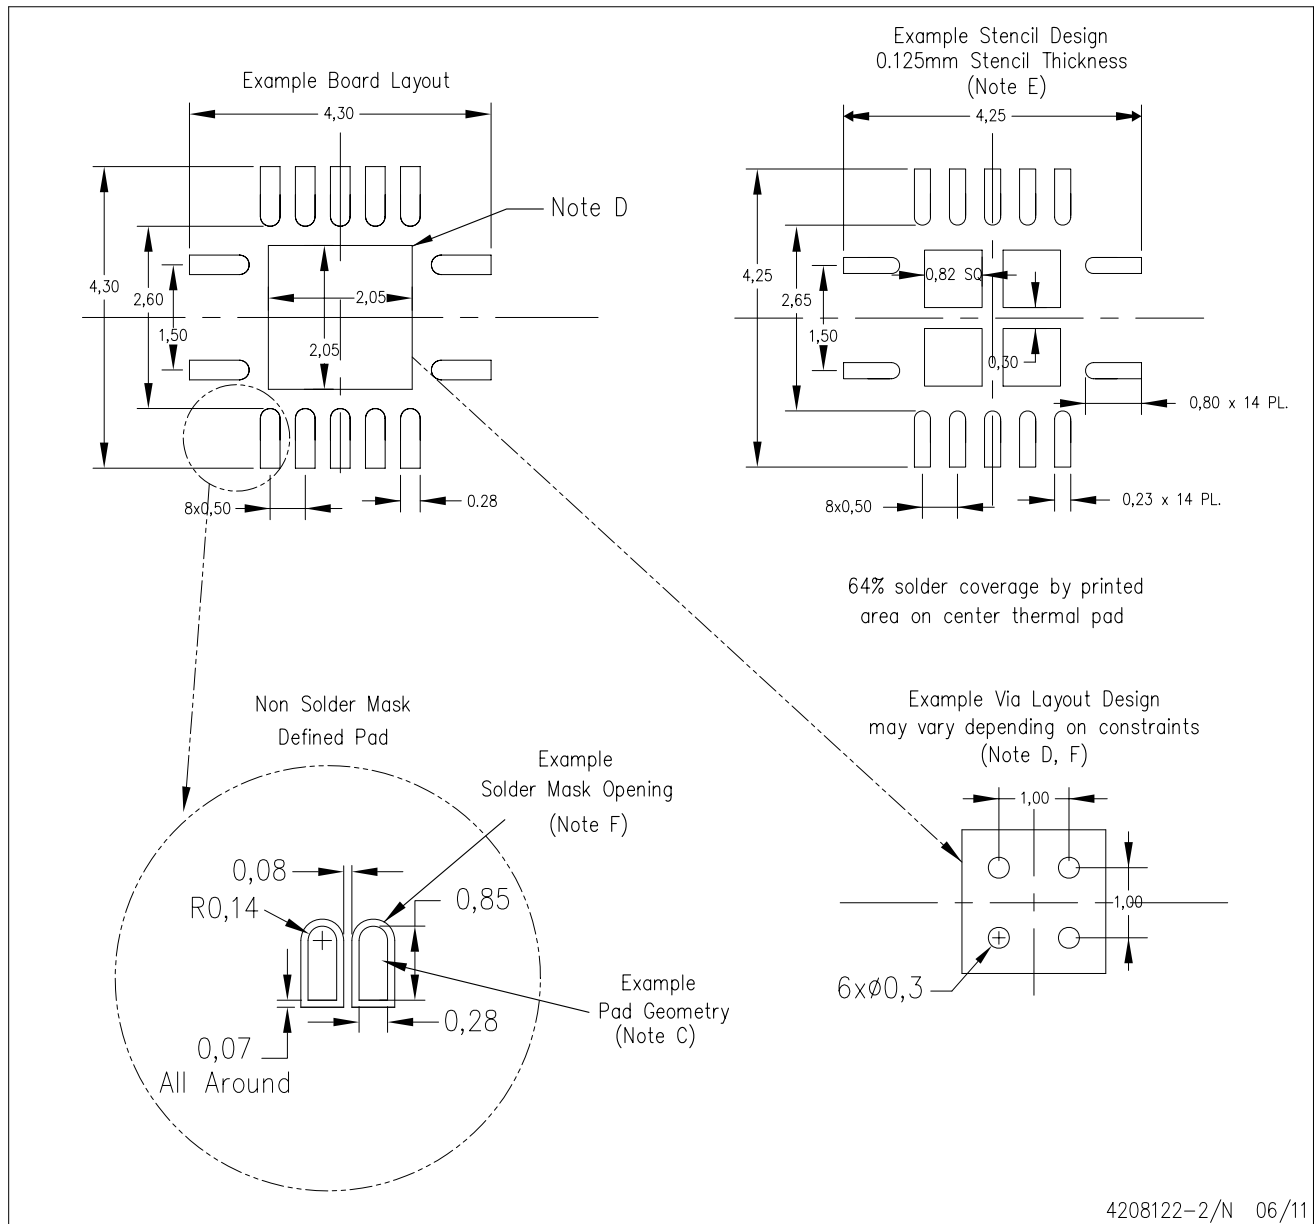 Example Board Layout
4,30
4,30
2,60
1,50
2,05
2,05
Note D
8x0,50
0.28
Example Stencil Design
0.125mm Stencil Thickness
(Note E)
4,25
4,25
2,65
1,50
0,82 SQ
0,30
0,80 x 14 PL.
8x0,50
0,23 x 14 PL.
64% solder coverage by printed
area on center thermal pad
Non Solder Mask
Defined Pad
Example
Solder Mask Opening
(Note F)
0,08
R0,14
0,85
0,28
0,07
All Around
Example
Pad Geometry
(Note C)
Example Via Layout Design
may vary depending on constraints
(Note D, F)
1,00
1,00
6xø0,3
4208122-2/N 06/11